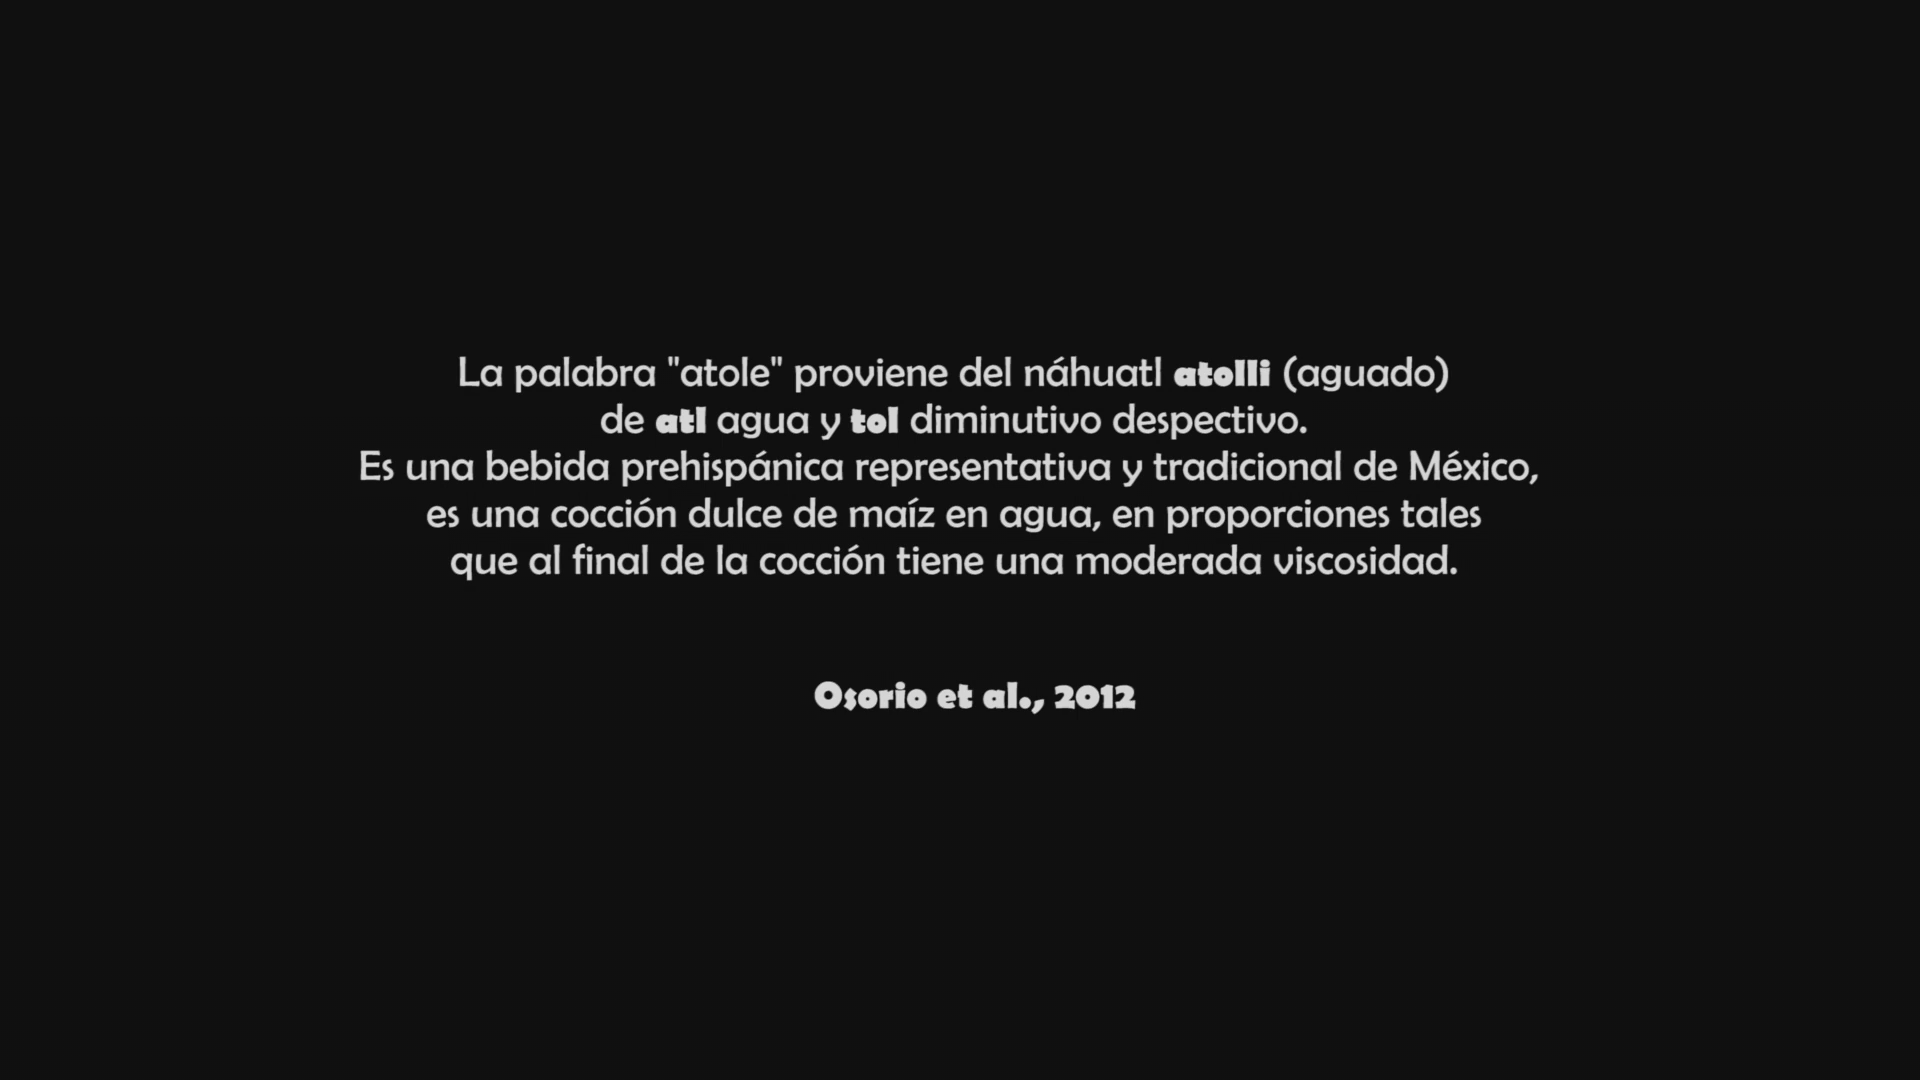 La palabra "atole" proviene del náhuatl atolli (aguado)
de atl agua y tol diminutivo despectivo.
Es una bebida prehispánica representativa y tradicional de México,
es una cocción dulce de maíz en agua, en proporciones tales
que al final de la cocción tiene una moderada viscosidad.
Osorio et al., 2012